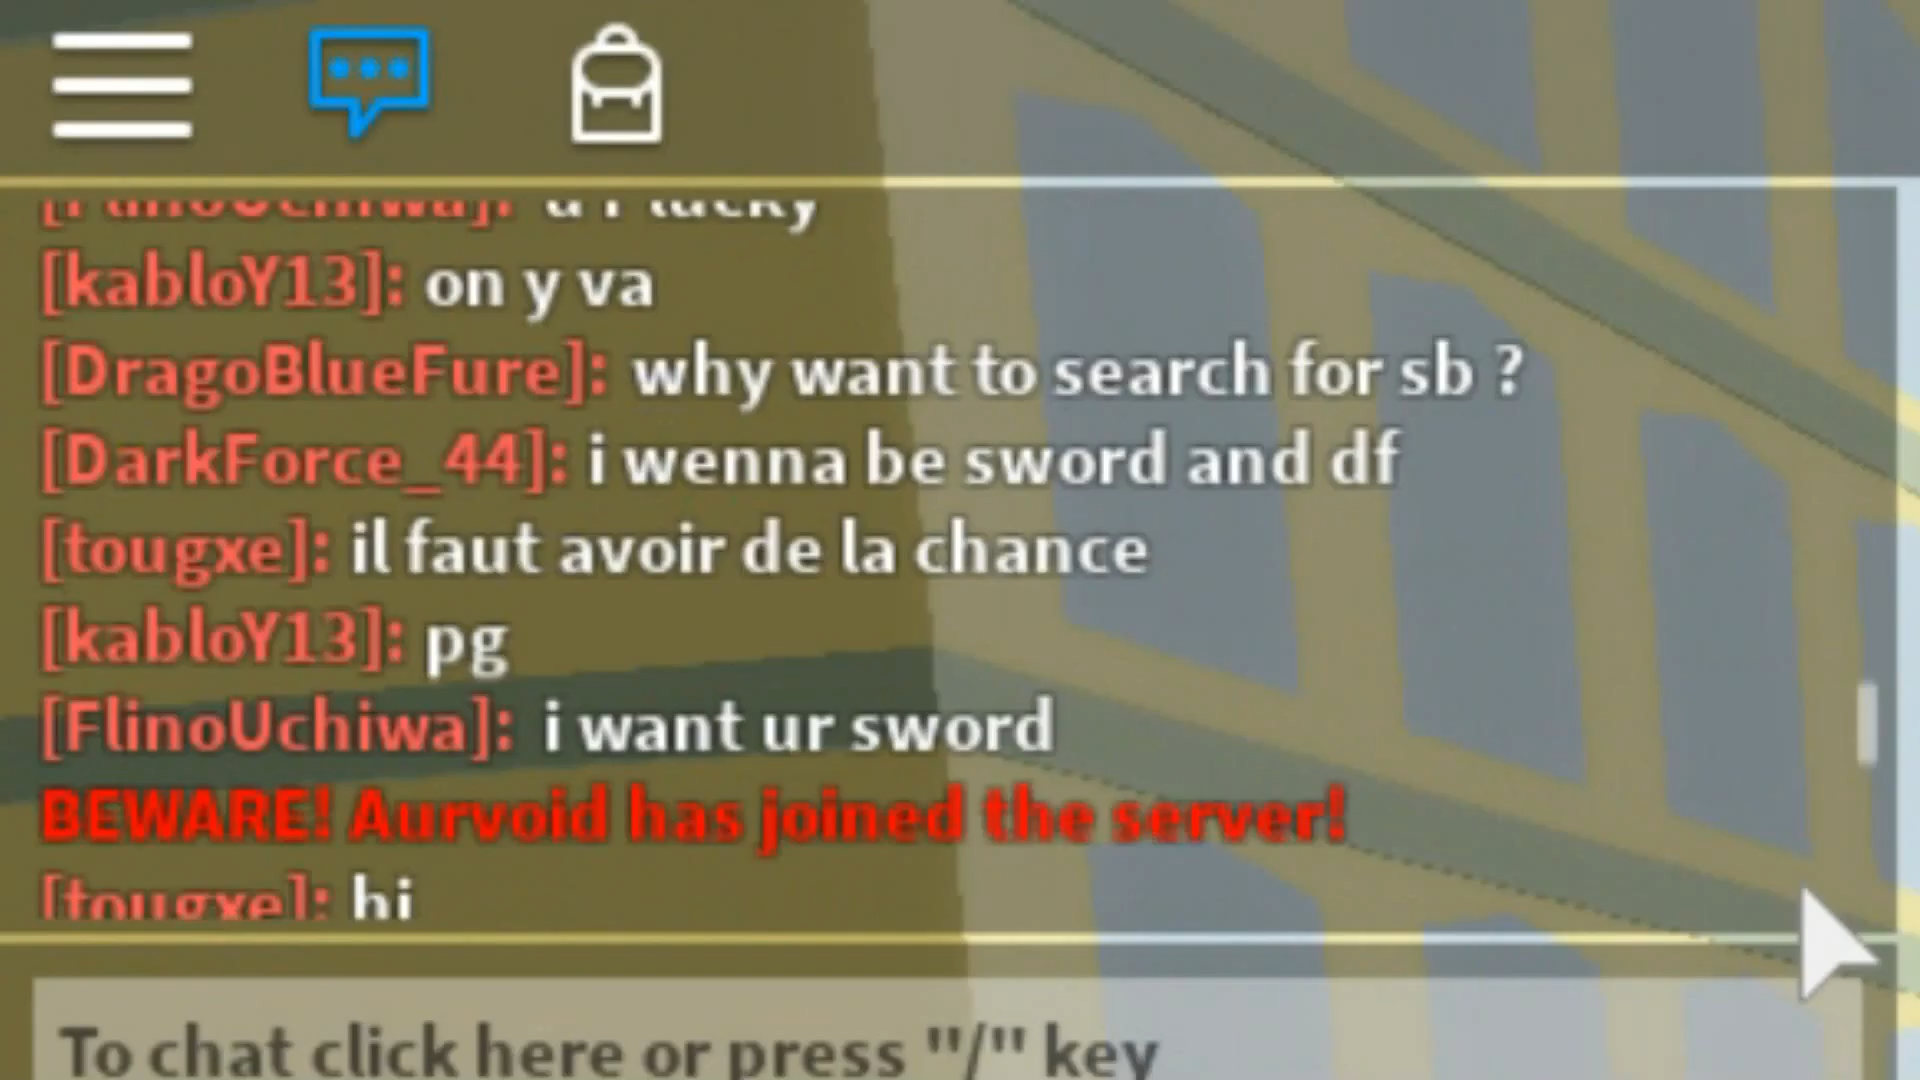 [FlinoUchiwa]: u r lucky
[kabloY13]: on y va
[DragoBlueFure]: why want to search for sb ?
[DarkForce_44]: i wenna be sword and df
[tougxe]: il faut avoir de la chance
[kabloY13]: pg
[FlinoUchiwa]: i want ur sword
BEWARE! Aurvoid has joined the server!
[tougxe]: hi
To chat click here or press "/" key